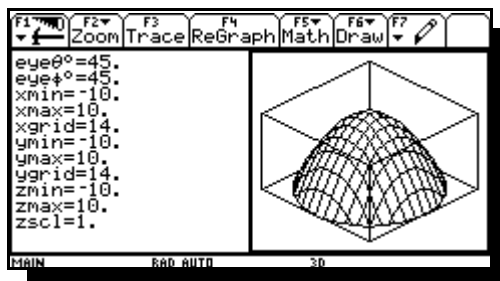 F1 F2 F3 F4 F5 F6 F7
Zoom Trace ReGraph Math Draw
eyeθ°=45.
eyeϕ°=45.
xmin=⁻10.
xmax=10.
xgrid=14.
ymin=⁻10.
ymax=10.
ygrid=14.
zmin=⁻10.
zmax=10.
zscl=1.
MAIN RAD AUTO 3D